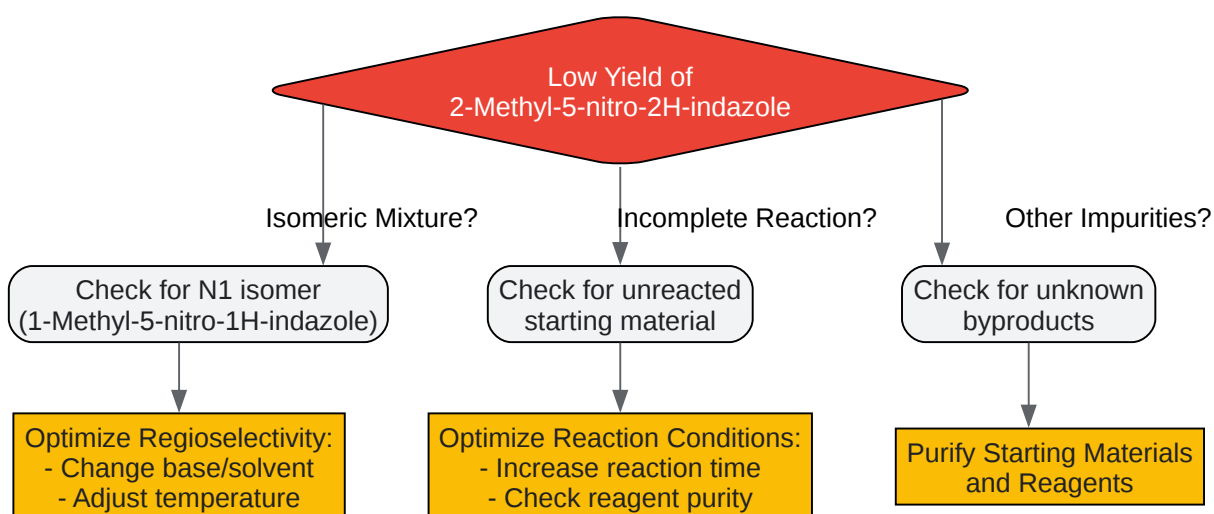 Low Yield of
2-Methyl-5-nitro-2H-indazole
Isomeric Mixture?
Incomplete Reaction?
Other Impurities?
Check for N1 isomer
(1-Methyl-5-nitro-1H-indazole)
Check for unreacted
starting material
Check for unknown
byproducts
Optimize Regioselectivity:
- Change base/solvent
- Adjust temperature
Optimize Reaction Conditions:
- Increase reaction time
- Check reagent purity
Purify Starting Materials
and Reagents